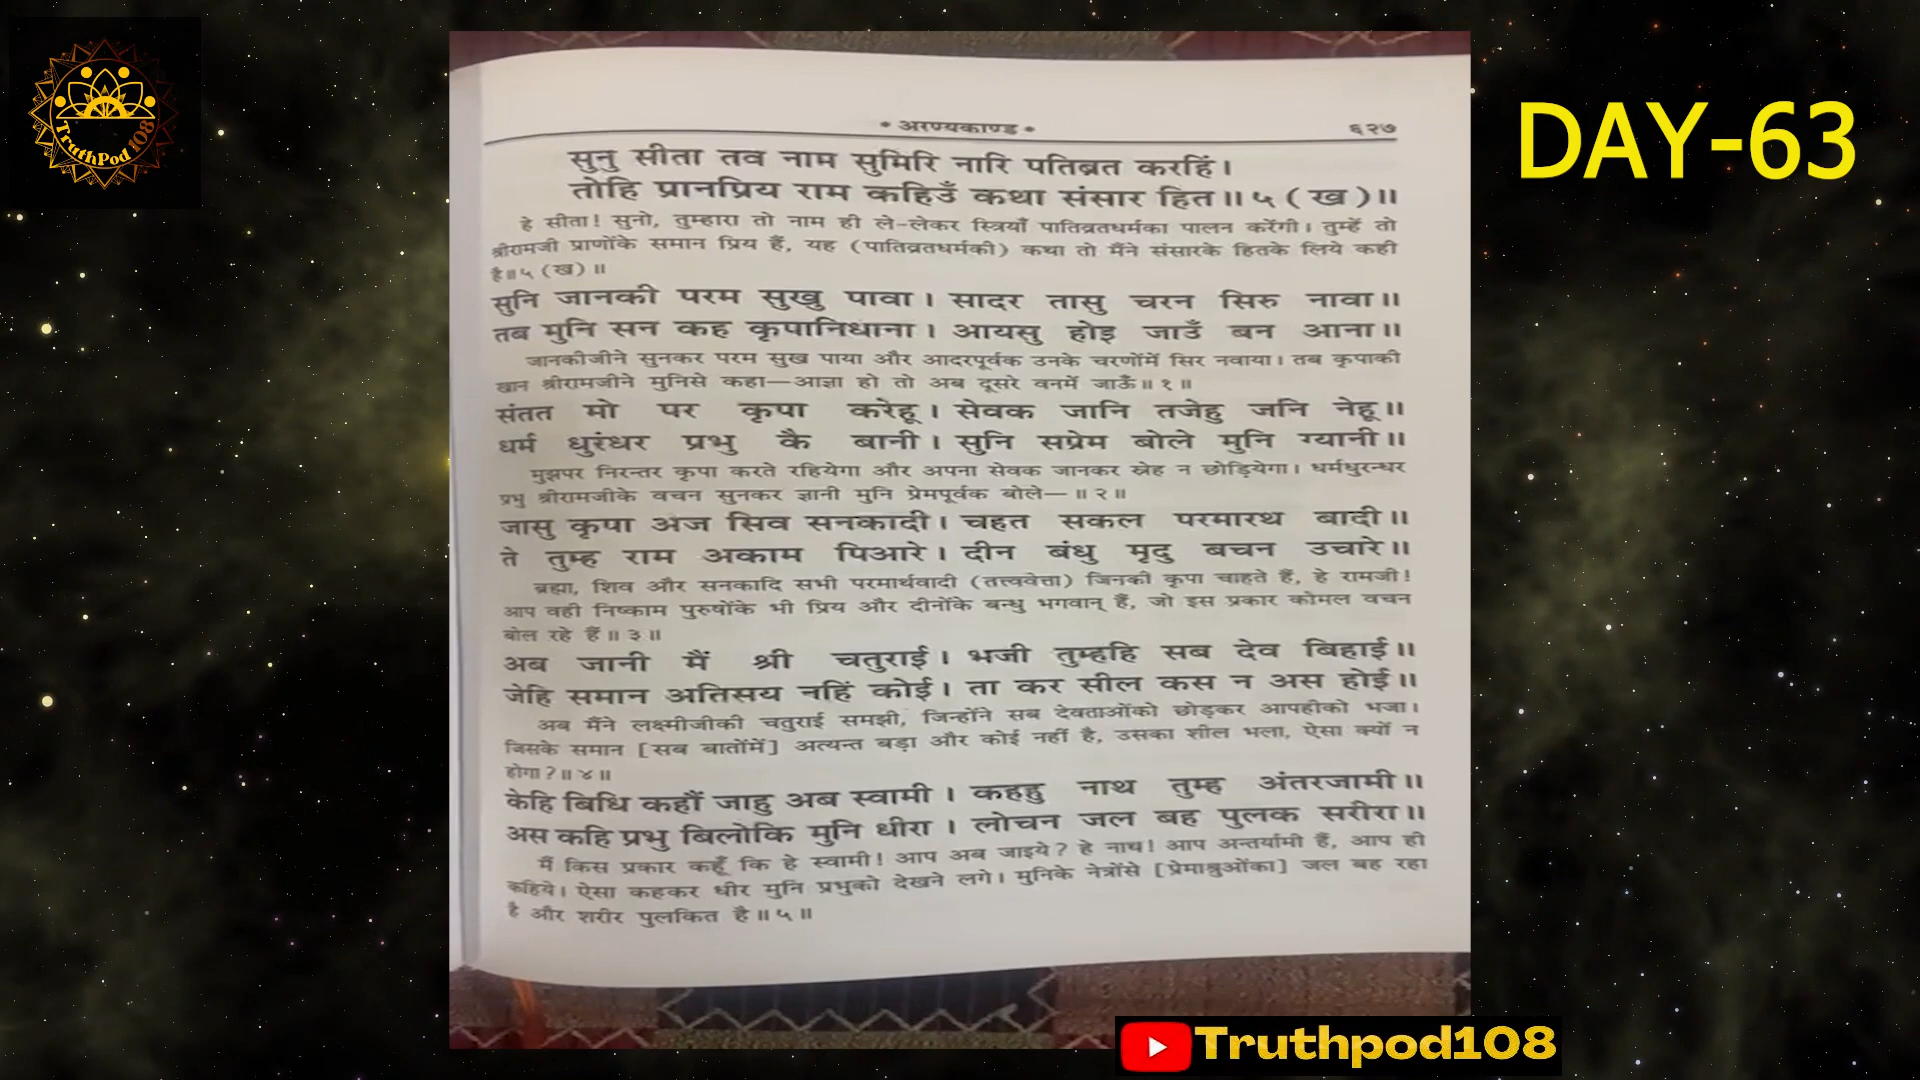 TruthPod 108
DAY-63
* अरण्यकाण्ड *
६२७
सुनु सीता तव नाम सुमिरि नारि पतिब्रत करहिं।
तोहि प्रानप्रिय राम कहिउँ कथा संसार हित॥ ५ ( ख )॥
हे सीता! सुनो, तुम्हारा तो नाम ही ले-लेकर स्त्रियाँ पातिव्रतधर्मका पालन करेंगी। तुम्हें तो
श्रीरामजी प्राणोंके समान प्रिय हैं, यह (पातिव्रतधर्मकी) कथा तो मैंने संसारके हितके लिये कही
है॥ ५ (ख) ॥
सुनि जानकी परम सुखु पावा। सादर तासु चरन सिरु नावा॥
तब मुनि सन कह कृपानिधाना। आयसु होइ जाउँ बन आना॥
जानकीजीने सुनकर परम सुख पाया और आदरपूर्वक उनके चरणोंमें सिर नवाया। तब कृपाकी
खान श्रीरामजीने मुनिसे कहा—आज्ञा हो तो अब दूसरे वनमें जाऊँ॥ १ ॥
संतत मो पर कृपा करेहू। सेवक जानि तजेहु जनि नेहू॥
धर्म धुरंधर प्रभु कै बानी। सुनि सप्रेम बोले मुनि ग्यानी॥
मुझपर निरन्तर कृपा करते रहियेगा और अपना सेवक जानकर स्नेह न छोड़ियेगा। धर्मधुरन्धर
प्रभु श्रीरामजीके वचन सुनकर ज्ञानी मुनि प्रेमपूर्वक बोले—॥ २ ॥
जासु कृपा अज सिव सनकादी। चहत सकल परमारथ बादी॥
ते तुम्ह राम अकाम पिआरे। दीन बंधु मृदु बचन उचारे॥
ब्रह्मा, शिव और सनकादि सभी परमार्थवादी (तत्त्ववेत्ता) जिनकी कृपा चाहते हैं, हे रामजी!
आप वही निष्काम पुरुषोंके भी प्रिय और दीनोंके बन्धु भगवान् हैं, जो इस प्रकार कोमल वचन
बोल रहे हैं॥ ३ ॥
अब जानी मैं श्री चतुराई। भजी तुम्हहि सब देव बिहाई॥
जेहि समान अतिसय नहिं कोई। ता कर सील कस न अस होई॥
अब मैंने लक्ष्मीजीकी चतुराई समझी, जिन्होंने सब देवताओंको छोड़कर आपहीको भजा।
जिसके समान [सब बातोंमें] अत्यन्त बड़ा और कोई नहीं है, उसका शील भला, ऐसा क्यों न
होगा?॥ ४ ॥
केहि बिधि कहौं जाहु अब स्वामी। कहहु नाथ तुम्ह अंतरजामी॥
अस कहि प्रभु बिलोकि मुनि धीरा। लोचन जल बह पुलक सरीरा॥
मैं किस प्रकार कहूँ कि हे स्वामी! आप अब जाइये? हे नाथ! आप अन्तर्यामी हैं, आप ही
कहिये। ऐसा कहकर धीर मुनि प्रभुको देखने लगे। मुनिके नेत्रोंसे [प्रेमाश्रुओंका] जल बह रहा
है और शरीर पुलकित है॥ ५ ॥
Truthpod108